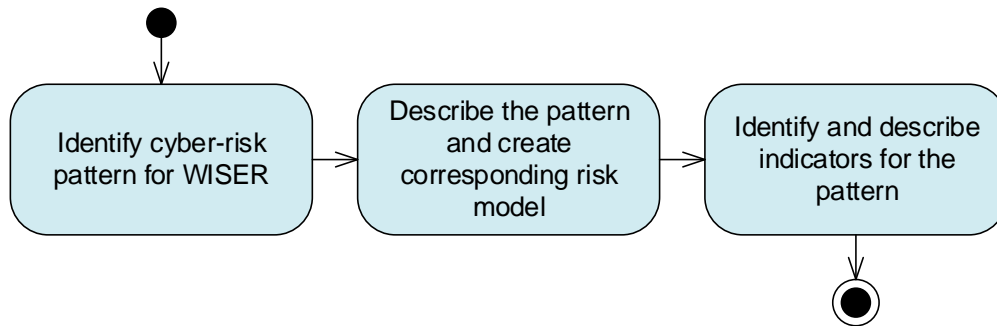 Identify cyber-risk
pattern for WISER
Describe the pattern
and create
corresponding risk
model
Identify and describe
indicators for the
pattern